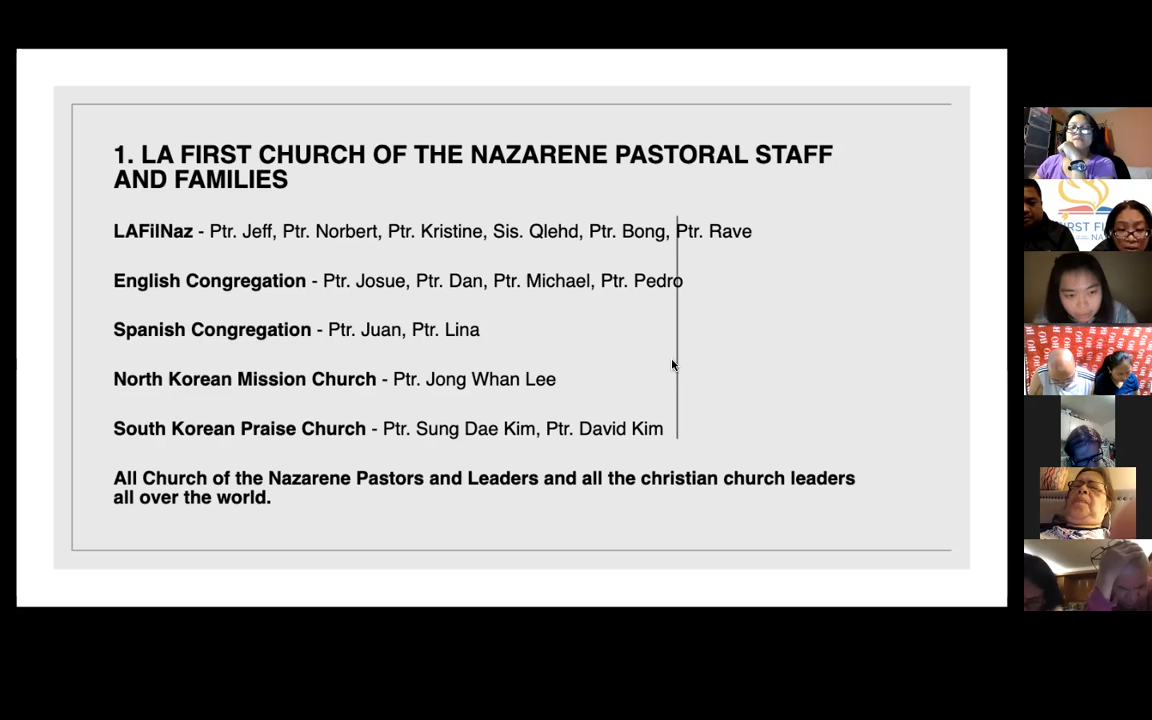 1. LA FIRST CHURCH OF THE NAZARENE PASTORAL STAFF
AND FAMILIES
LAFilNaz - Ptr. Jeff, Ptr. Norbert, Ptr. Kristine, Sis. Qlehd, Ptr. Bong, Ptr. Rave
English Congregation - Ptr. Josue, Ptr. Dan, Ptr. Michael, Ptr. Pedro
Spanish Congregation - Ptr. Juan, Ptr. Lina
North Korean Mission Church - Ptr. Jong Whan Lee
South Korean Praise Church - Ptr. Sung Dae Kim, Ptr. David Kim
All Church of the Nazarene Pastors and Leaders and all the christian church leaders
all over the world.